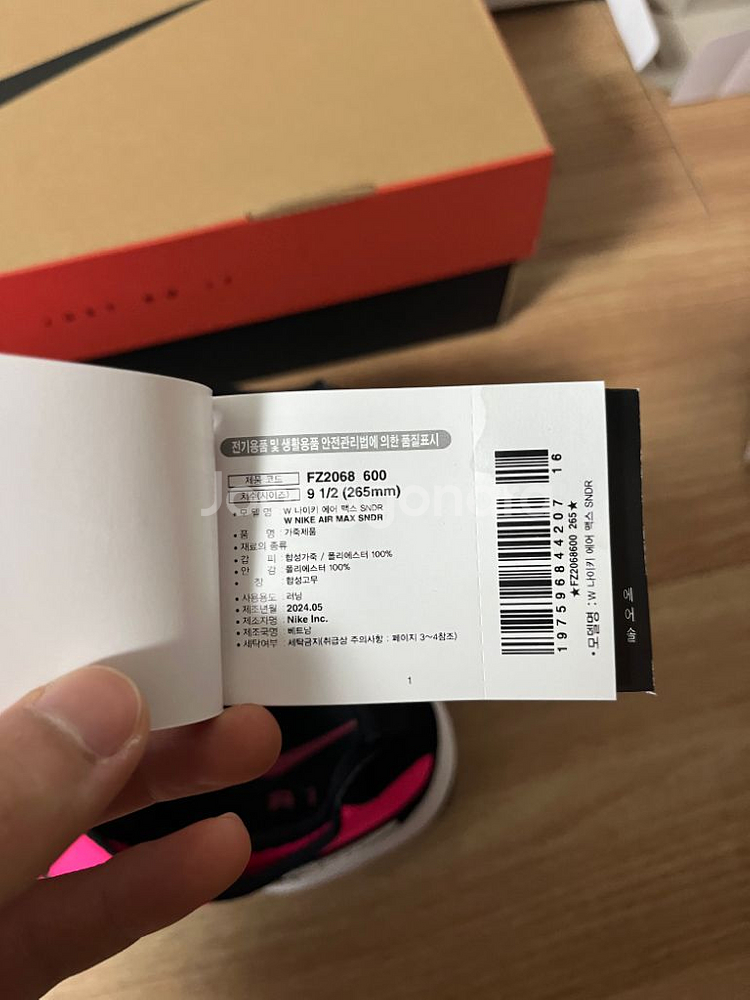 전기용품 및 생활용품 안전관리법에 의한 품질표시
제품 코드 FZ2068 600
치수(사이즈) 9 1/2 (265mm)
• 모 델 명 : W 나이키 에어 맥스 SNDR
W NIKE AIR MAX SNDR
• 품 명 : 가죽제품
• 재료의 종류
• 갑 피 : 합성가죽 / 폴리에스터 100%
• 안 감 : 폴리에스터 100%
• 창 : 합성고무
• 사용용도 : 러닝
• 제조년월 : 2024.05
• 제조자명 : Nike Inc.
• 제조국명 : 베트남
• 세탁여부 : 세탁금지(취급상 주의사항 : 페이지 3~4참조)
1
197596844207 16
★FZ2068600 265★
• 모델명 : W 나이키 에어 맥스 SNDR
에어솔